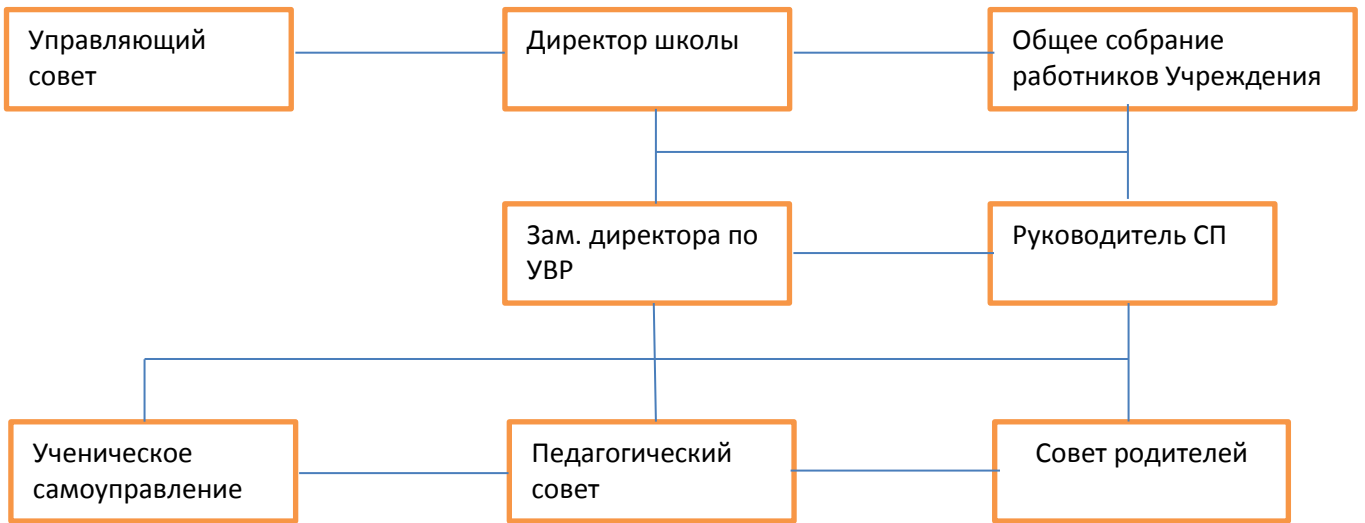 Управляющий
совет
Директор школы
Общее собрание
работников Учреждения
Зам. директора по
УВР
Руководитель СП
Ученическое
самоуправление
Педагогический
совет
Совет родителей